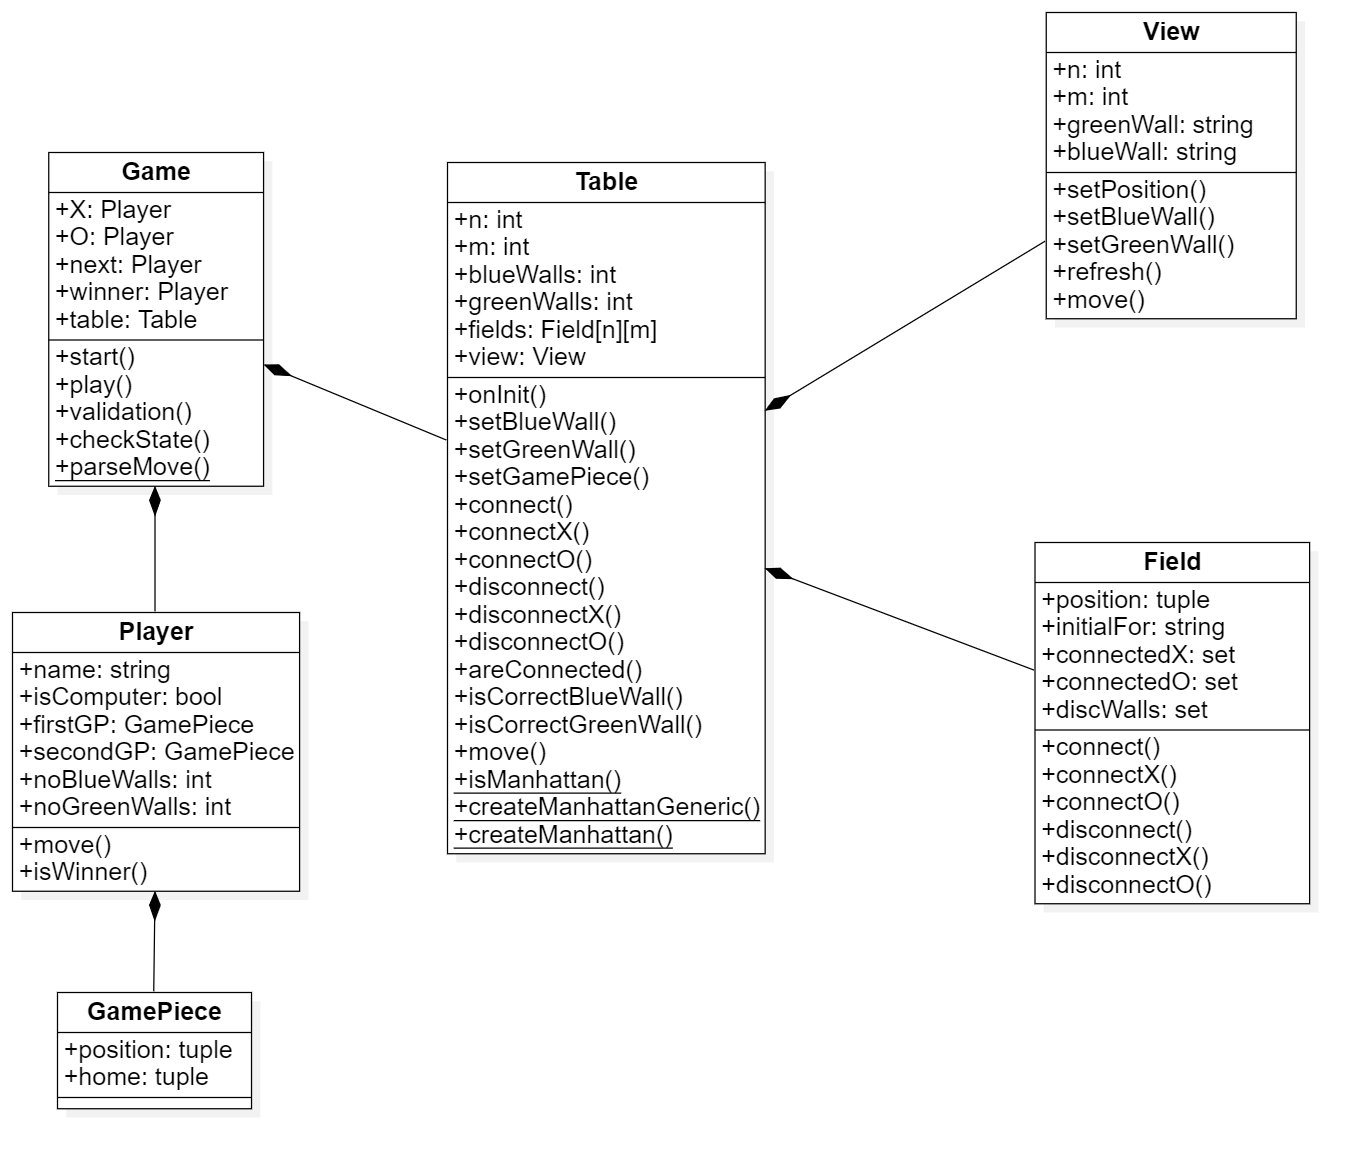 View
+n: int
+m: int
+greenWall: string
+blueWall: string
+setPosition()
+setBlueWall()
+setGreenWall()
+refresh()
+move()
Game
+X: Player
+O: Player
+next: Player
+winner: Player
+table: Table
+start()
+play()
+validation()
+checkState()
+parseMove()
Table
+n: int
+m: int
+blueWalls: int
+greenWalls: int
+fields: Field[n][m]
+view: View
+onInit()
+setBlueWall()
+setGreenWall()
+setGamePiece()
+connect()
+connectX()
+connectO()
+disconnect()
+disconnectX()
+disconnectO()
+areConnected()
+isCorrectBlueWall()
+isCorrectGreenWall()
+move()
+isManhattan()
+createManhattanGeneric()
+createManhattan()
Field
+position: tuple
+initialFor: string
+connectedX: set
+connectedO: set
+discWalls: set
+connect()
+connectX()
+connectO()
+disconnect()
+disconnectX()
+disconnectO()
Player
+name: string
+isComputer: bool
+firstGP: GamePiece
+secondGP: GamePiece
+noBlueWalls: int
+noGreenWalls: int
+move()
+isWinner()
GamePiece
+position: tuple
+home: tuple